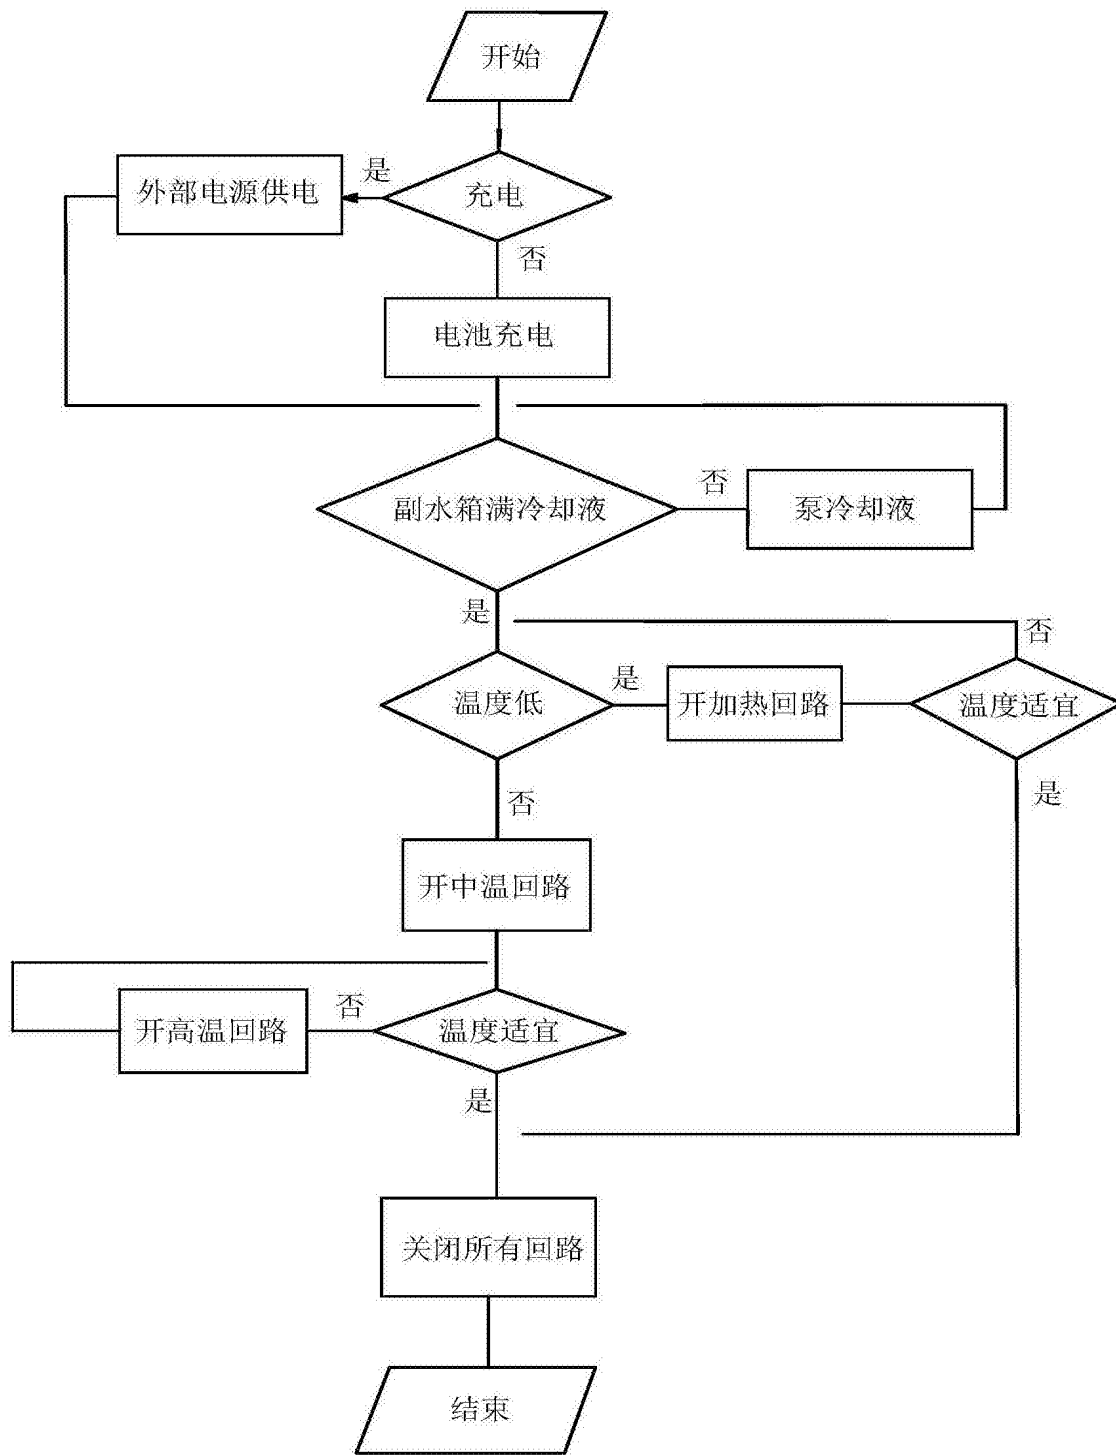 开始
是
外部电源供电
充电
否
电池充电
副水箱满冷却液
否
泵冷却液
是
否
温度低
是
开加热回路
温度适宜
否
是
开中温回路
否
开高温回路
温度适宜
是
关闭所有回路
结束